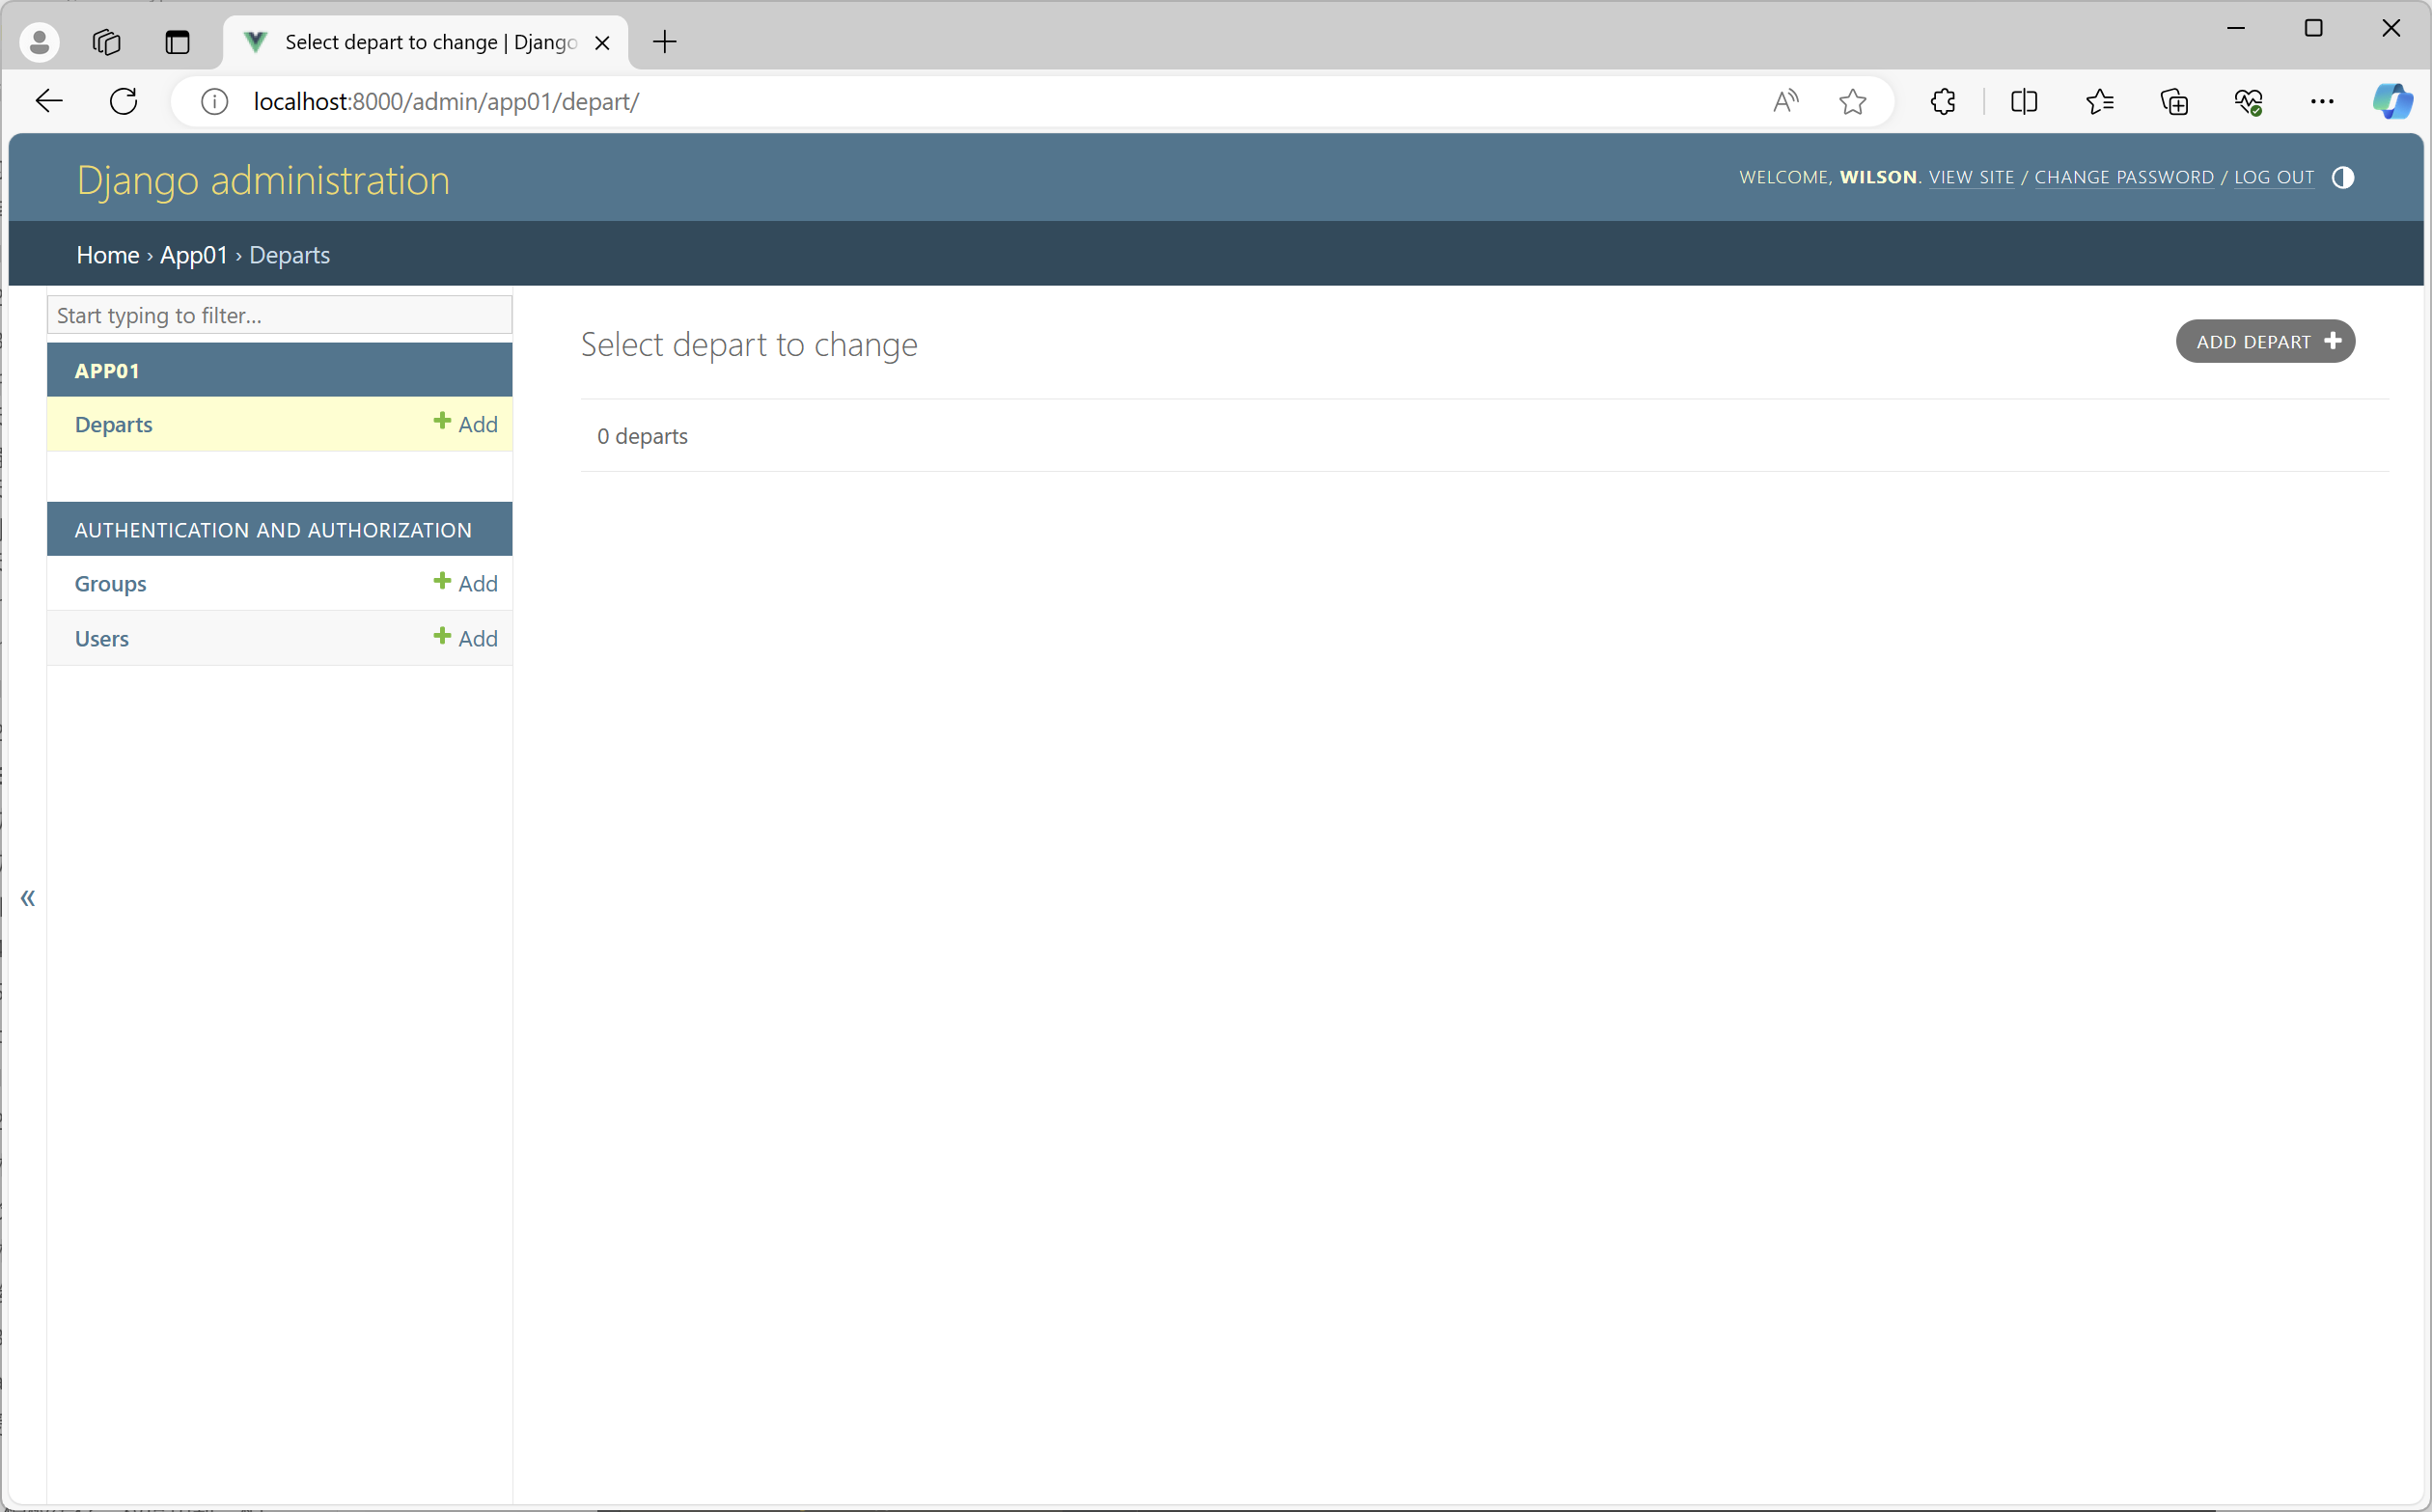 Select depart to change | Django
localhost:8000/admin/app01/depart/
Django administration
WELCOME, WILSON. VIEW SITE / CHANGE PASSWORD / LOG OUT
Home › App01 › Departs
Start typing to filter...
Select depart to change
ADD DEPART
APP01
Departs
Add
0 departs
AUTHENTICATION AND AUTHORIZATION
Groups
Add
Users
Add
«